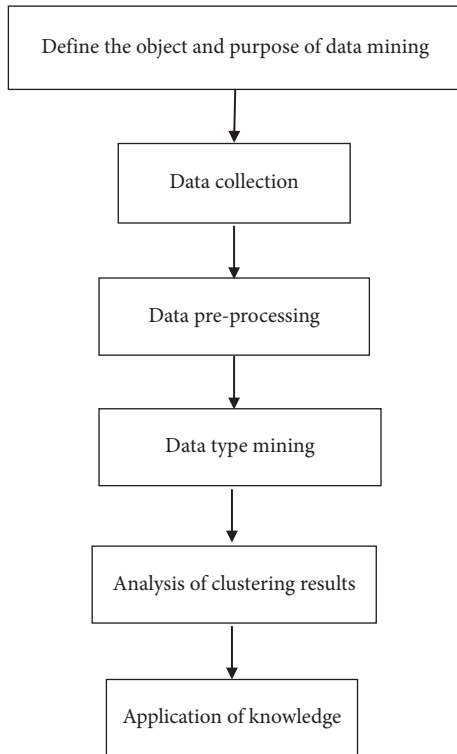 Define the object and purpose of data mining
Data collection
Data pre-processing
Data type mining
Analysis of clustering results
Application of knowledge